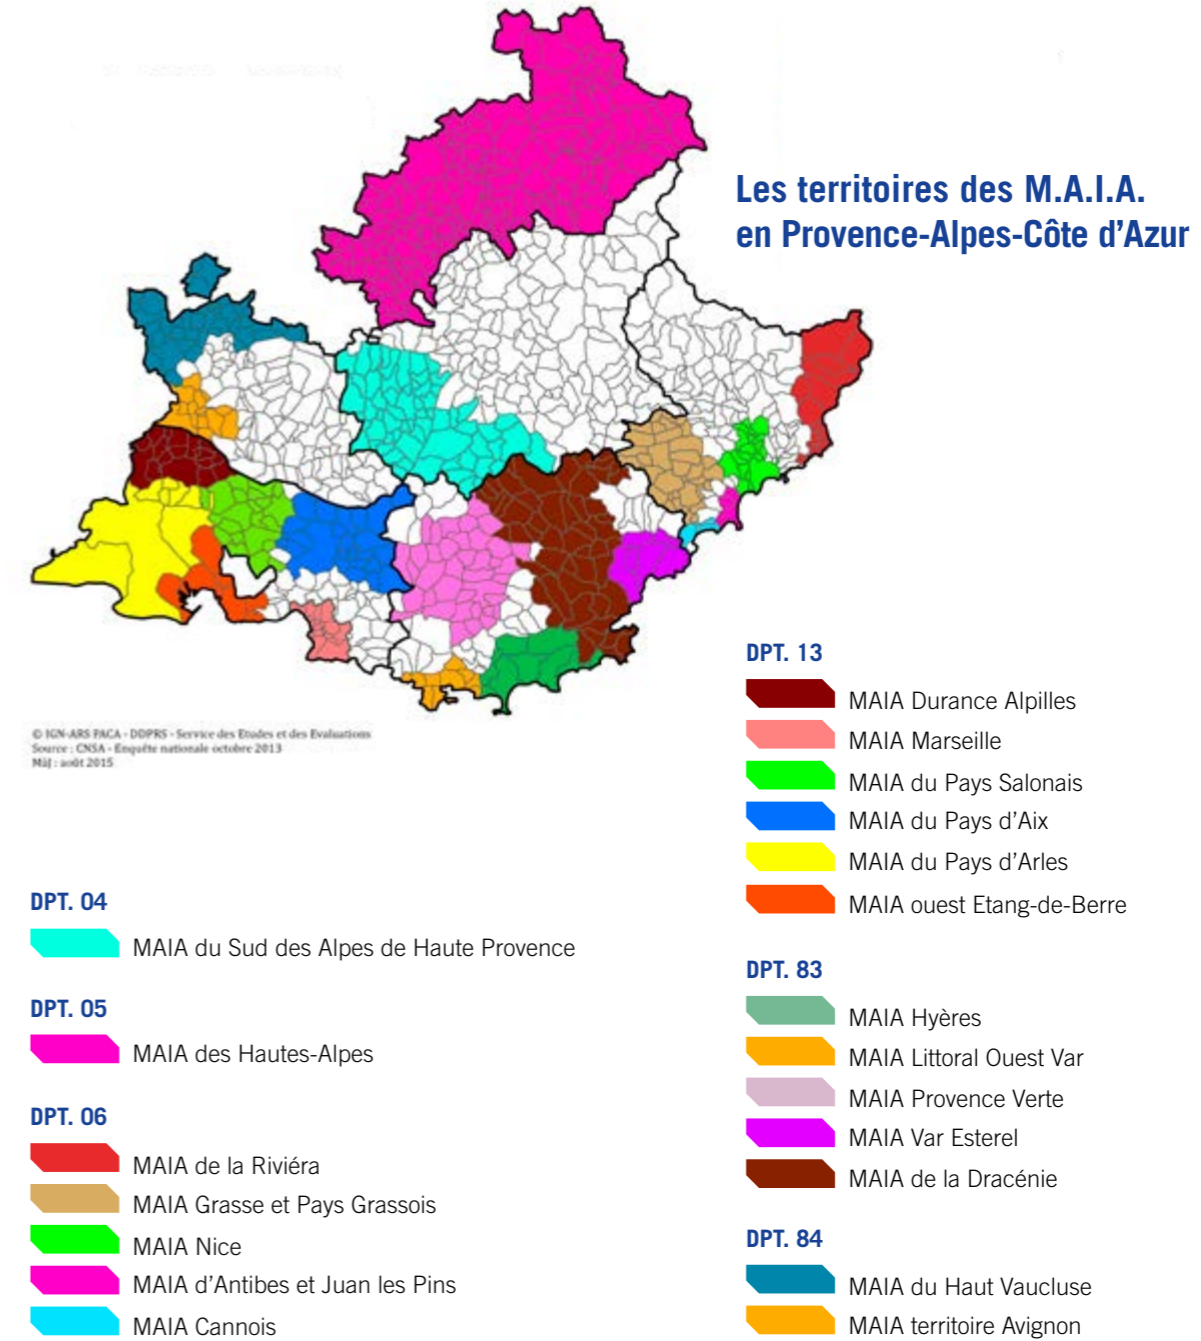 Les territoires des M.A.I.A.
en Provence-Alpes-Côte d'Azur
© IGN-ARS PACA - DDPRS - Service des Etudes et des Evaluations
Source : CNSA - Enquête nationale octobre 2013
Màj : août 2015
DPT. 04
MAIA du Sud des Alpes de Haute Provence
DPT. 05
MAIA des Hautes-Alpes
DPT. 06
MAIA de la Riviéra
MAIA Grasse et Pays Grassois
MAIA Nice
MAIA d'Antibes et Juan les Pins
MAIA Cannois
DPT. 13
MAIA Durance Alpilles
MAIA Marseille
MAIA du Pays Salonais
MAIA du Pays d'Aix
MAIA du Pays d'Arles
MAIA ouest Etang-de-Berre
DPT. 83
MAIA Hyères
MAIA Littoral Ouest Var
MAIA Provence Verte
MAIA Var Esterel
MAIA de la Dracénie
DPT. 84
MAIA du Haut Vaucluse
MAIA territoire Avignon